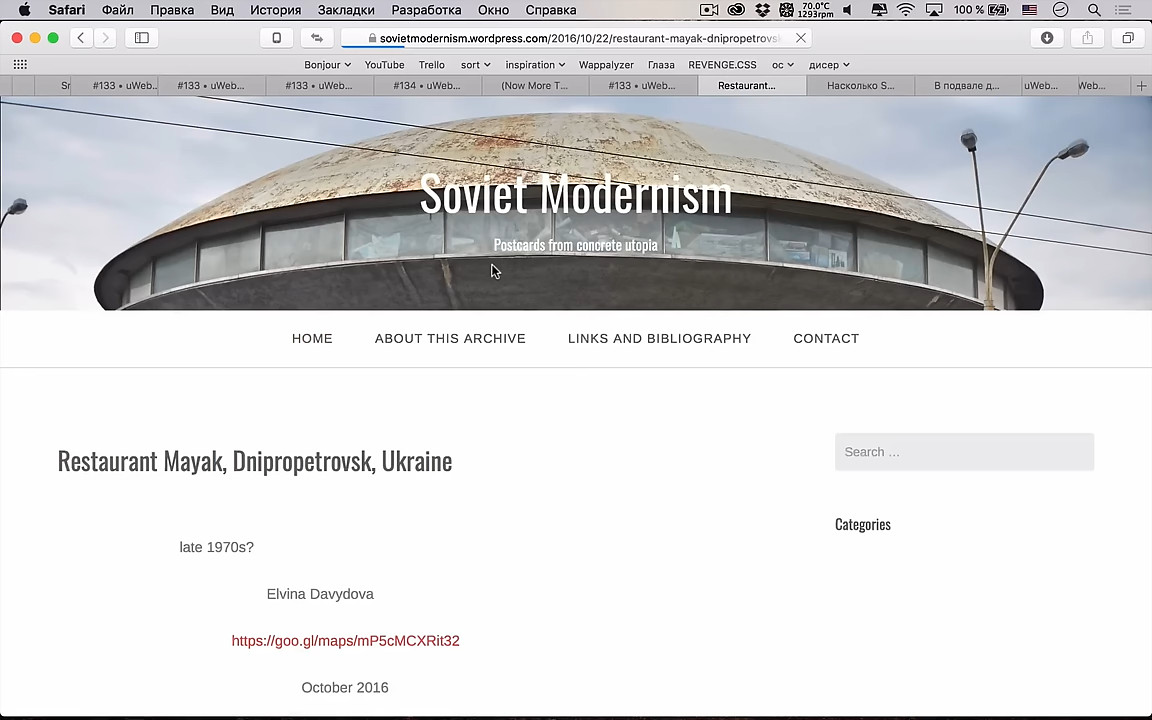 Safari Файл Правка Вид История Закладки Разработка Окно Справка 70.0°C 1293rpm 100 %
sovietmodernism.wordpress.com/2016/10/22/restaurant-mayak-dnipropetrovsk
Bonjour YouTube Trello sort inspiration Wappalyzer Глаза REVENGE.CSS ос дисер
#133 • uWeb... #133 • uWeb... #133 • uWeb... #134 • uWeb... (Now More T... #133 • uWeb... Restaurant... Насколько S... В подвале д... uWeb... Web...
Soviet Modernism
Postcards from concrete utopia
HOME ABOUT THIS ARCHIVE LINKS AND BIBLIOGRAPHY CONTACT
Restaurant Mayak, Dnipropetrovsk, Ukraine
Search ...
Categories
late 1970s?
Elvina Davydova
https://goo.gl/maps/mP5cMCXRit32
October 2016